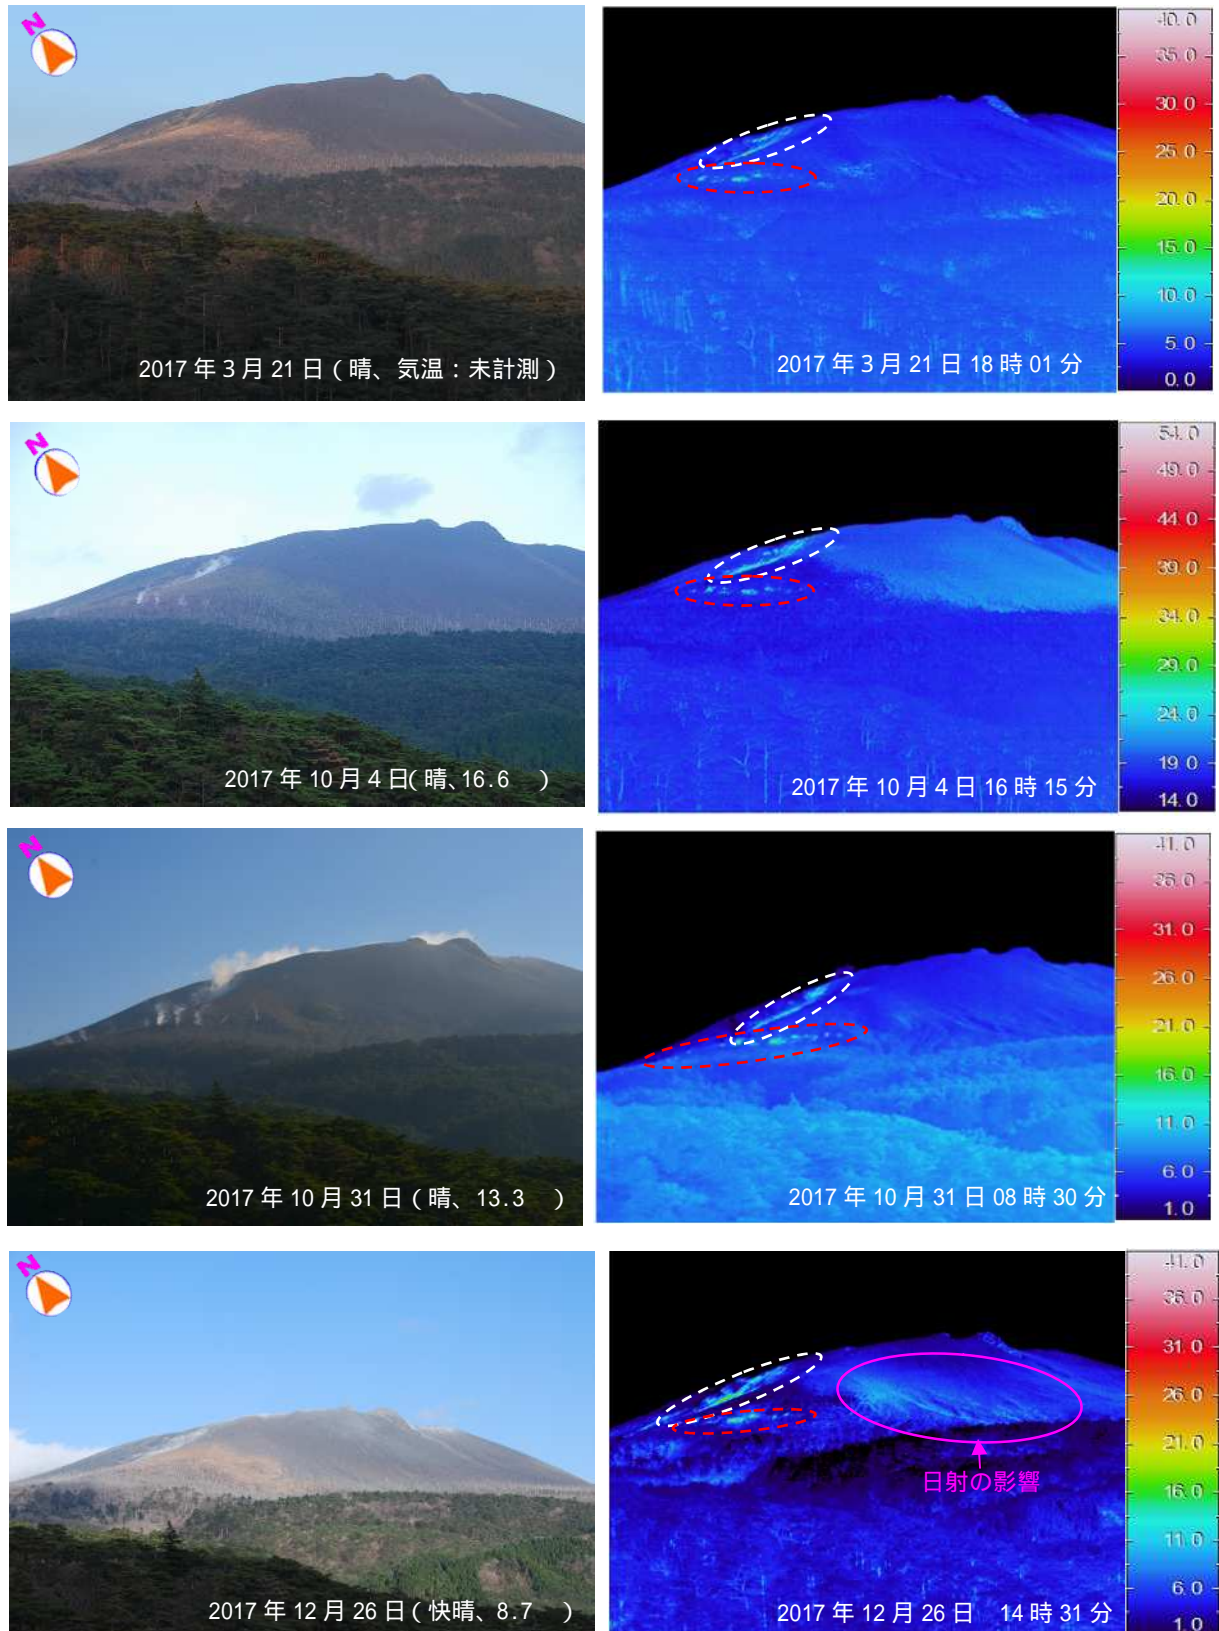 N
40.0
35.0
30.0
25.0
20.0
15.0
10.0
5.0
0.0
2017年3月21日（晴、気温：未計測）
2017年3月21日18時01分
N
54.0
49.0
44.0
39.0
34.0
29.0
24.0
19.0
14.0
2017年10月4日(晴、16.6　）
2017年10月4日16時15分
N
41.0
36.0
31.0
26.0
21.0
16.0
11.0
6.0
1.0
2017年10月31日（晴、13.3　）
2017年10月31日08時30分
N
41.0
36.0
31.0
26.0
21.0
16.0
11.0
6.0
1.0
日射の影響
2017年12月26日（快晴、8.7　）
2017年12月26日　14時31分